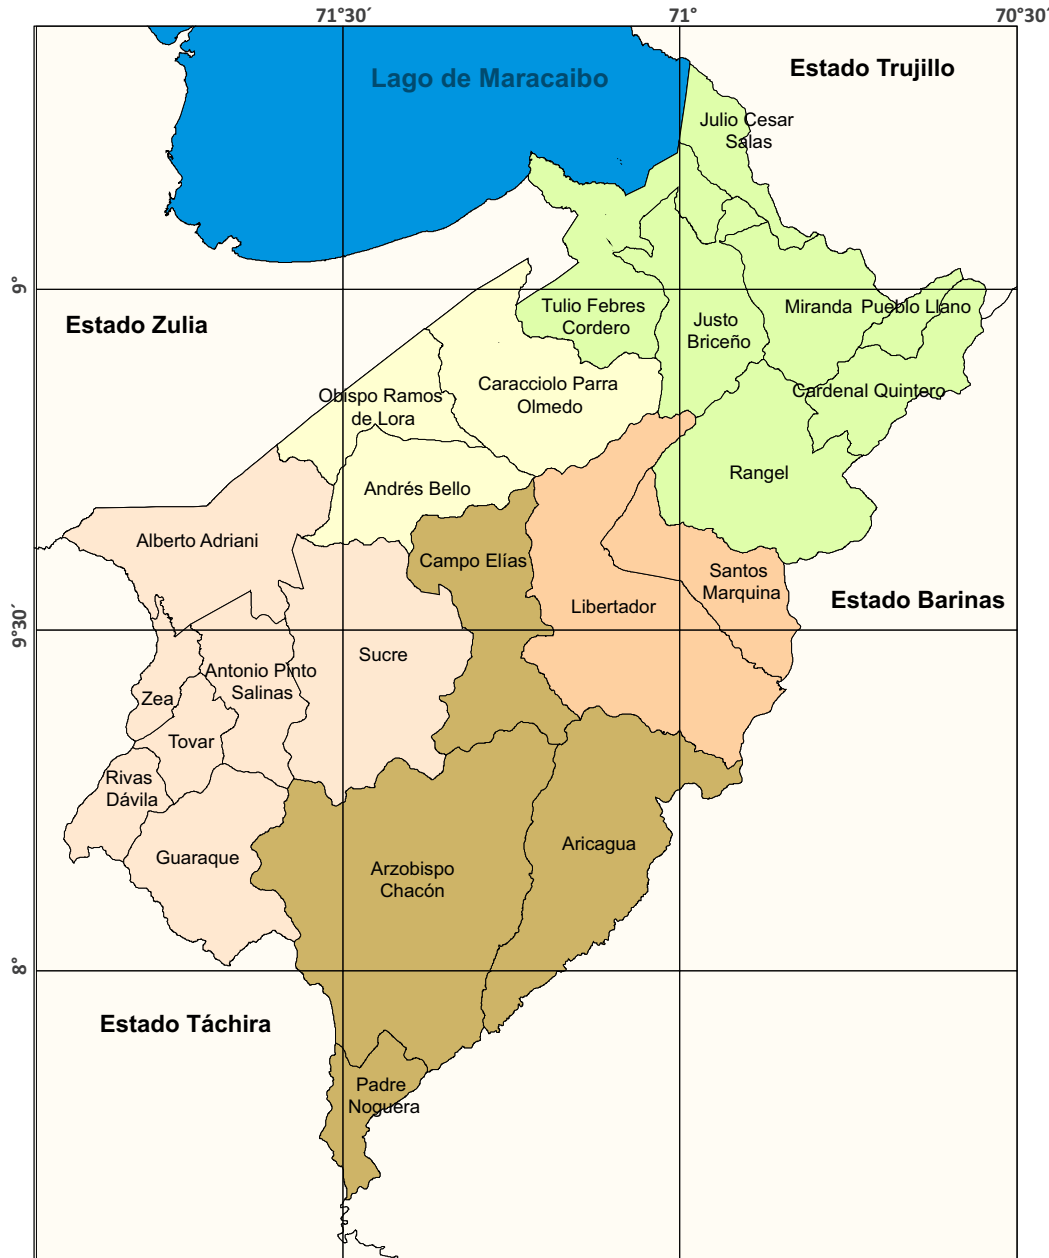 71°30´
71°
70°30´
Lago de Maracaibo
Estado Trujillo
Julio Cesar
Salas
9°
Estado Zulia
Tulio Febres
Cordero
Justo
Briceño
Miranda
Pueblo Llano
Caracciolo Parra
Olmedo
Obispo Ramos
de Lora
Cardenal Quintero
Andrés Bello
Rangel
Alberto Adriani
Campo Elías
Santos
Marquina
Libertador
Estado Barinas
9°30´
Sucre
Antonio Pinto
Salinas
Zea
Tovar
Rivas
Dávila
Guaraque
Arzobispo
Chacón
Aricagua
8°
Estado Táchira
Padre
Noguera